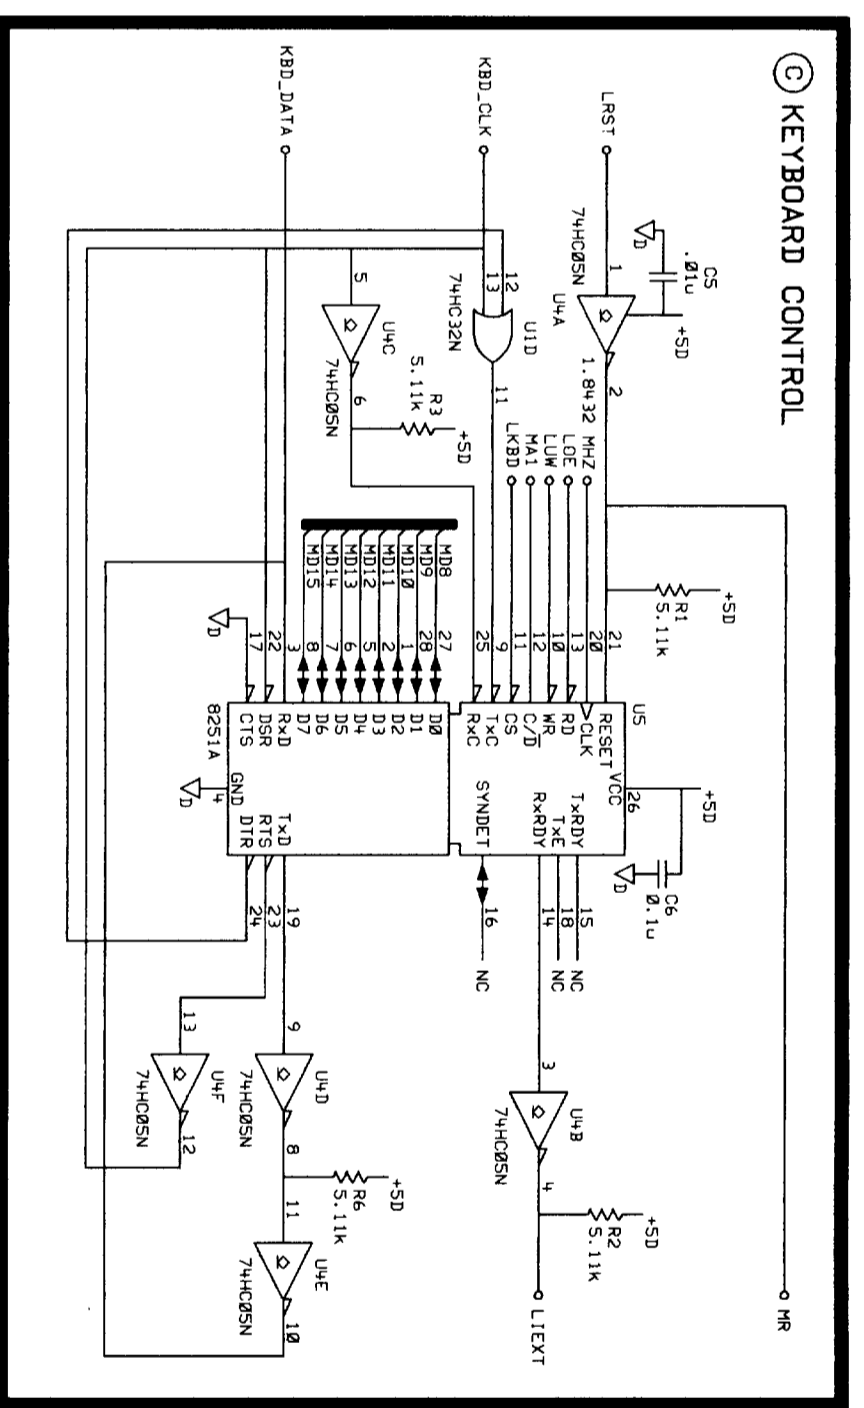 Ⓒ KEYBOARD CONTROL
LRST
1
74HC05N
U4A
2
C5
.01u
D
+5D
MR
+5D
R1
5.11k
KBD_CLK
12
13
U1D
74HC32N
11
5
U4C
74HC05N
6
R3
5.11k
+5D
KBD_DATA
1.8432 MHZ
LOE
LUW
MA1
LKBD
21
20
13
10
12
11
9
25
U5
RESET
CLK
RD
WR
C/D
CS
TxC
RxC
VCC
26
+5D
C6
0.1u
D
TxRDY
TxE
RxRDY
SYNDET
15
18
14
16
NC
NC
NC
3
U4B
74HC05N
4
+5D
R2
5.11k
LIEXT
MD8
MD9
MD10
MD11
MD12
MD13
MD14
MD15
27
28
1
2
5
6
7
8
3
22
17
D
D0
D1
D2
D3
D4
D5
D6
D7
RxD
DSR
CTS
8251A
GND
4
D
TxD
RTS
DTR
19
23
24
9
U4D
74HC05N
8
+5D
R6
5.11k
11
U4E
74HC05N
10
13
U4F
74HC05N
12